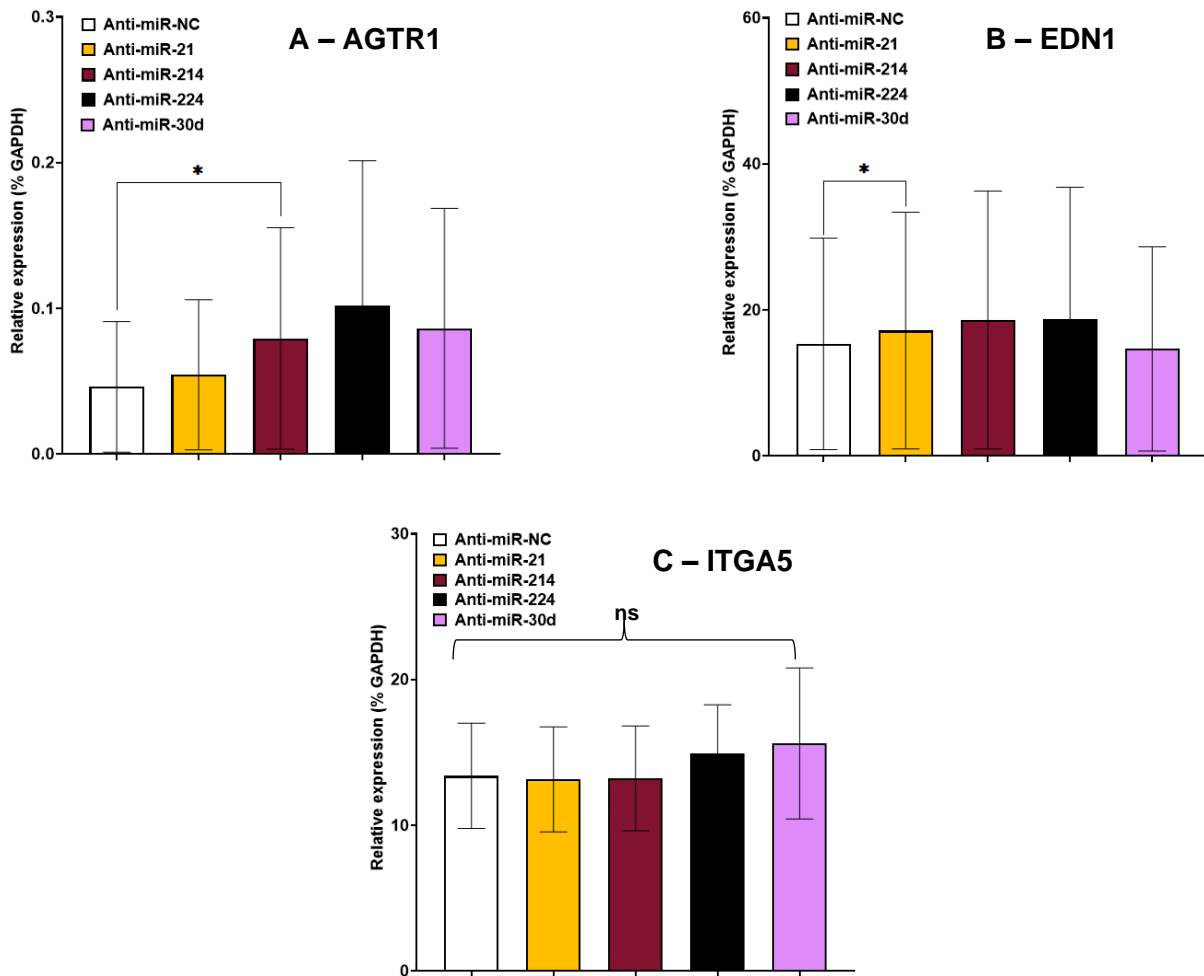 A – AGTR1
Anti-miR-NC
Anti-miR-21
Anti-miR-214
Anti-miR-224
Anti-miR-30d
Relative expression (% GAPDH)
0.3
0.2
0.1
0.0
*
B – EDN1
Anti-miR-NC
Anti-miR-21
Anti-miR-214
Anti-miR-224
Anti-miR-30d
Relative expression (% GAPDH)
60
40
20
0
*
C – ITGA5
Anti-miR-NC
Anti-miR-21
Anti-miR-214
Anti-miR-224
Anti-miR-30d
Relative expression (% GAPDH)
30
20
10
0
ns